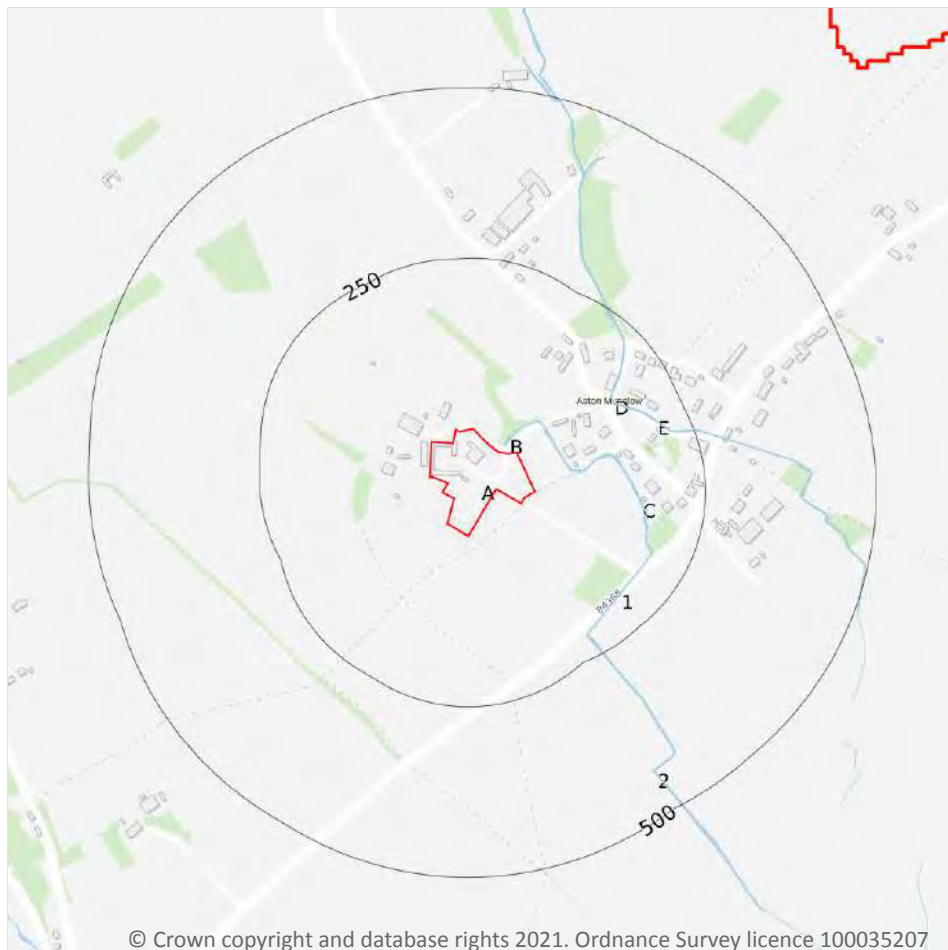 250
Aston Munslow
D
E
B
A
C
1
B4368
2
500
© Crown copyright and database rights 2021. Ordnance Survey licence 100035207